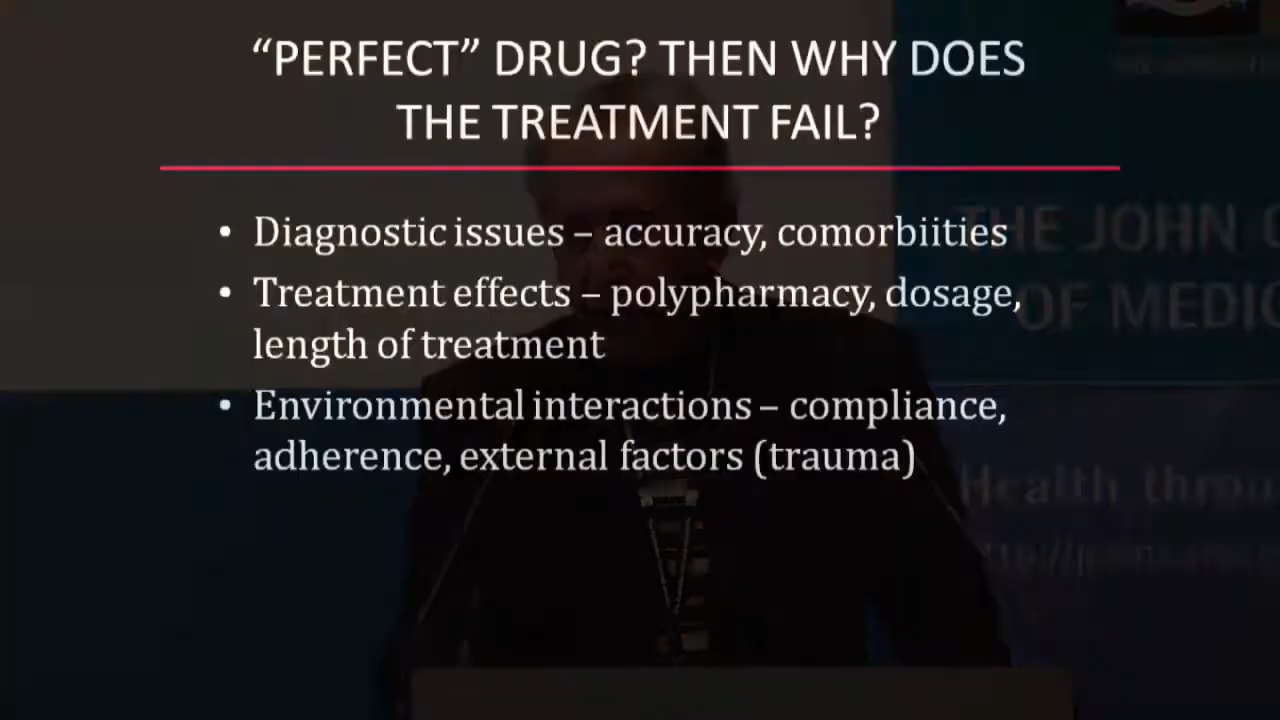 “PERFECT” DRUG? THEN WHY DOES
THE TREATMENT FAIL?
• Diagnostic issues – accuracy, comorbiities
• Treatment effects – polypharmacy, dosage,
length of treatment
• Environmental interactions – compliance,
adherence, external factors (trauma)
THE JOHN
OF MEDIC
Health throu